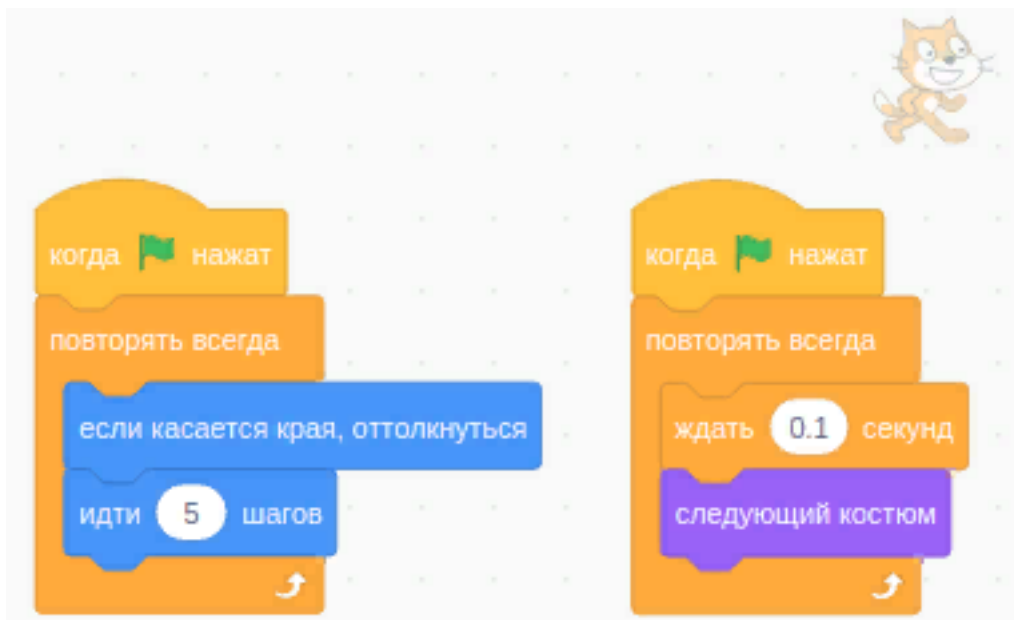 когда нажат
повторять всегда
если касается края, оттолкнуться
идти 5 шагов
когда нажат
повторять всегда
ждать 0.1 секунд
следующий костюм